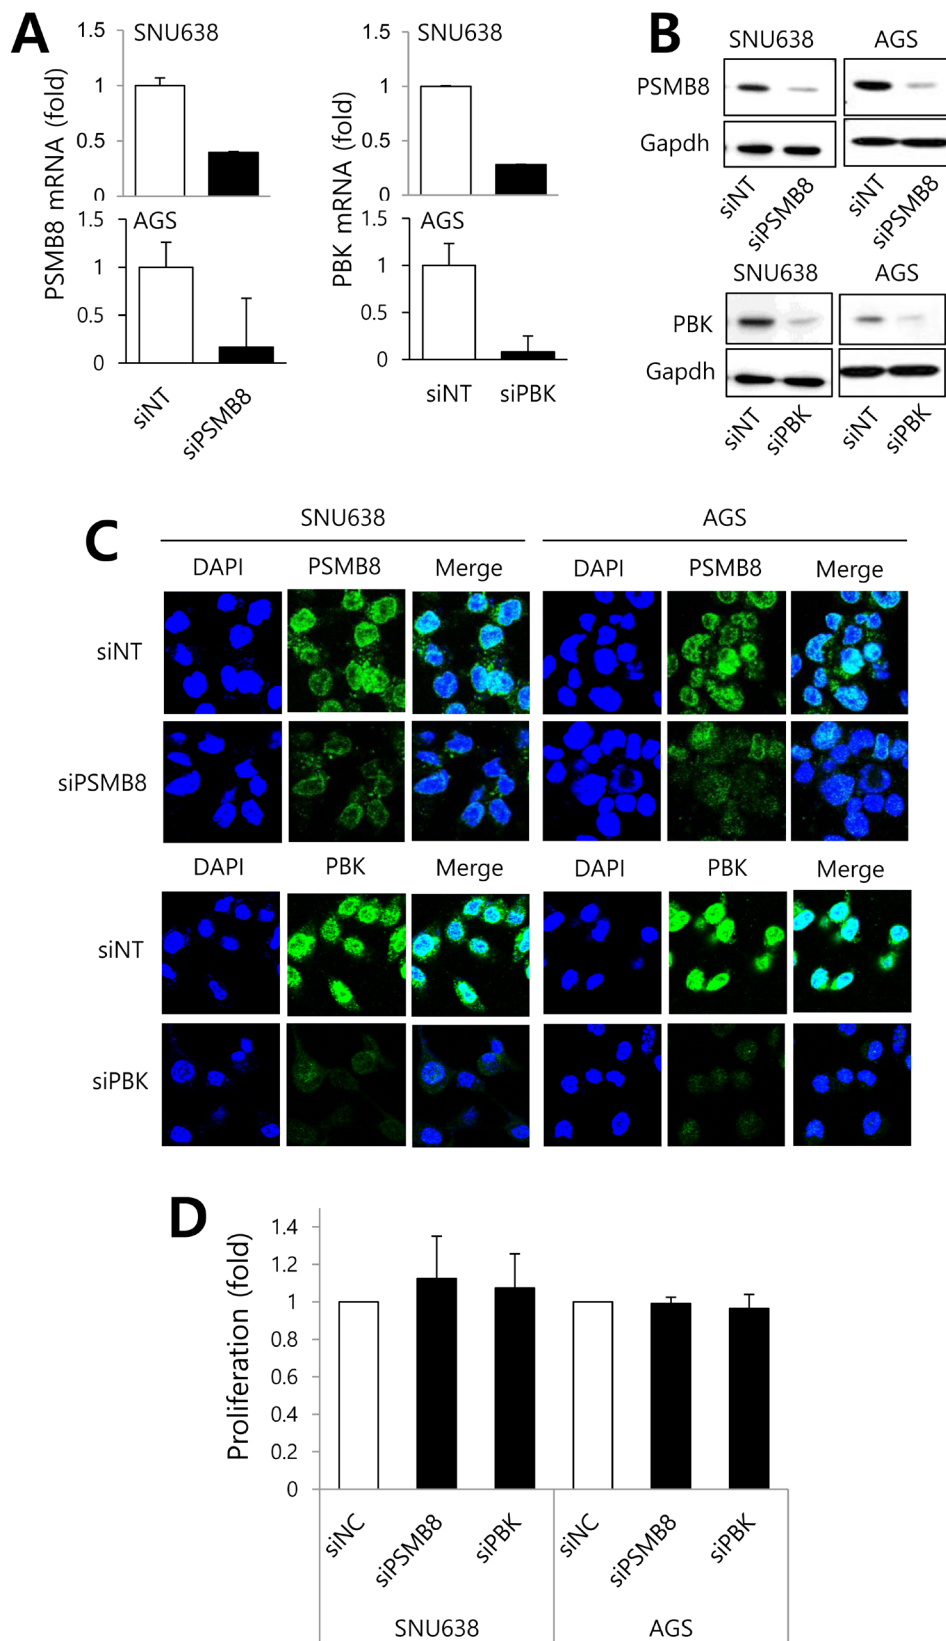 A
SNU638
PSMB8 mRNA (fold)
1.5
1
0.5
0
AGS
1.5
1
0.5
0
siNT
siPSMB8
SNU638
PBK mRNA (fold)
1.5
1
0.5
0
AGS
1.5
1
0.5
0
siNT siPBK
B
SNU638 AGS
PSMB8
Gapdh
siNT siPSMB8 siNT siPSMB8
SNU638 AGS
PBK
Gapdh
siNT siPBK siNT siPBK
C
SNU638 AGS
DAPI PSMB8 Merge DAPI PSMB8 Merge
siNT
siPSMB8
DAPI PBK Merge DAPI PBK Merge
siNT
siPBK
D
Proliferation (fold)
1.4
1.2
1
0.8
0.6
0.4
0.2
0
siNC siPSMB8 siPBK siNC siPSMB8 siPBK
SNU638 AGS